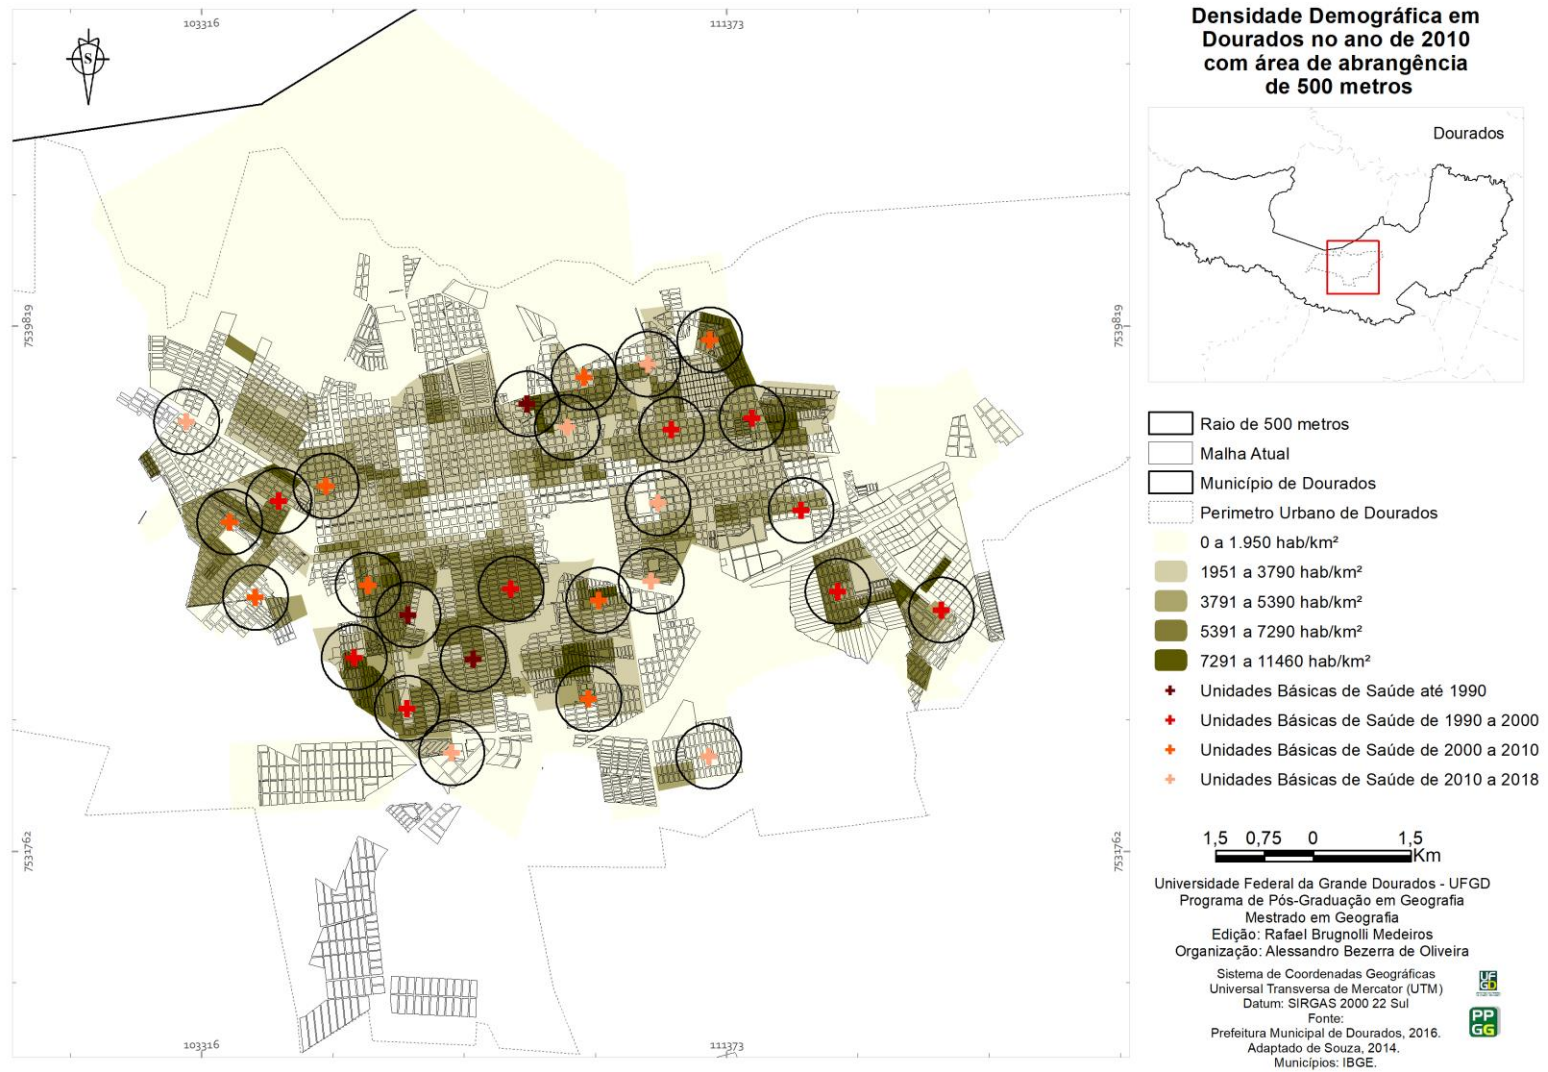 103316
111373
S
7539819
7539819
7531762
7531762
103316
111373
Densidade Demográfica em
Dourados no ano de 2010
com área de abrangência
de 500 metros
Dourados
Raio de 500 metros
Malha Atual
Município de Dourados
Perimetro Urbano de Dourados
0 a 1.950 hab/km²
1951 a 3790 hab/km²
3791 a 5390 hab/km²
5391 a 7290 hab/km²
7291 a 11460 hab/km²
Unidades Básicas de Saúde até 1990
Unidades Básicas de Saúde de 1990 a 2000
Unidades Básicas de Saúde de 2000 a 2010
Unidades Básicas de Saúde de 2010 a 2018
1,5 0,75 0 1,5
Km
Universidade Federal da Grande Dourados - UFGD
Programa de Pós-Graduação em Geografia
Mestrado em Geografia
Edição: Rafael Brugnolli Medeiros
Organização: Alessandro Bezerra de Oliveira
Sistema de Coordenadas Geográficas
Universal Transversa de Mercator (UTM)
Datum: SIRGAS 2000 22 Sul
Fonte:
Prefeitura Municipal de Dourados, 2016.
Adaptado de Souza, 2014.
Municípios: IBGE.
UF
GD
PP
GG